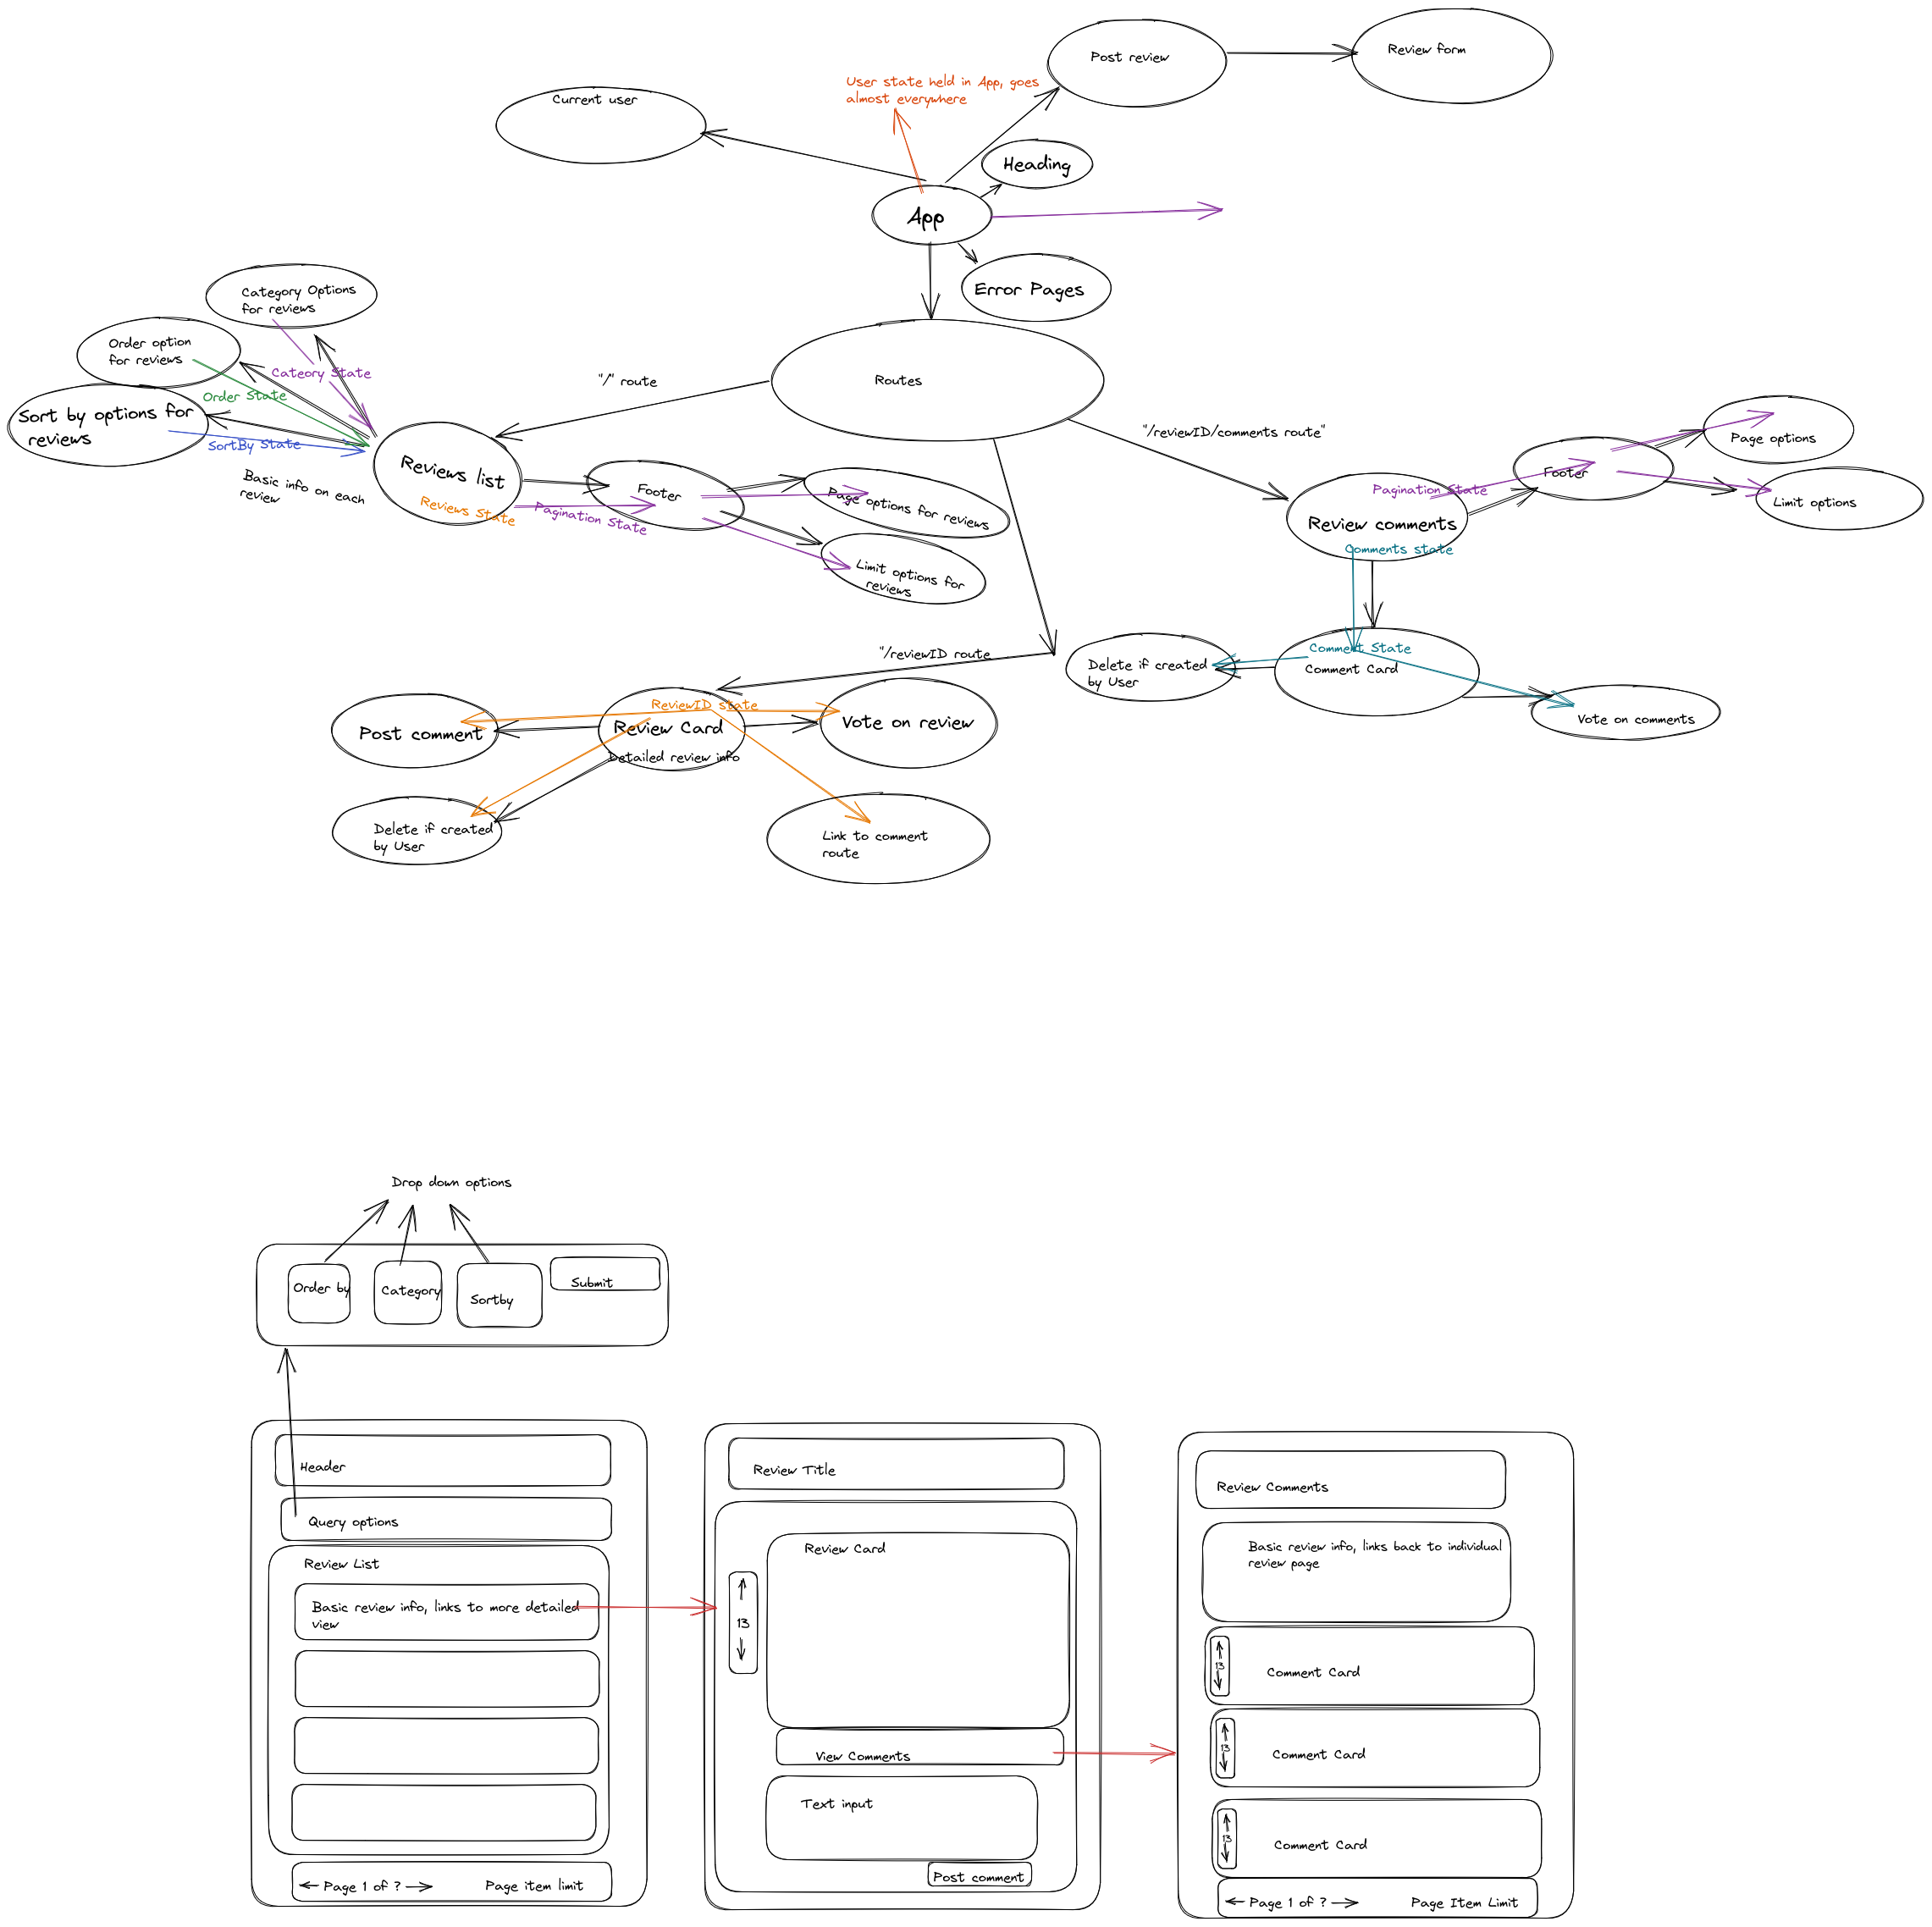 Post review
Review form
User state held in App, goes
almost everywhere
Current user
Heading
App
Error Pages
Category Options
for reviews
Order option
for reviews
Cateory State
Order State
Sort by options for
reviews
SortBy State
"/" route
Routes
"/reviewID/comments route"
Reviews list
Basic info on each
review
Reviews State
Footer
Pagination State
Page options for reviews
Limit options for
reviews
Page options
Footer
Pagination State
Limit options
Review comments
Comments state
"/reviewID route
Comment State
Comment Card
Delete if created
by User
Vote on comments
ReviewID state
Post comment
Review Card
Vote on review
Detailed review info
Delete if created
by User
Link to comment
route
Drop down options
Order by
Category
Sortby
Submit
Header
Query options
Review List
Basic review info, links to more detailed
view
Page 1 of ?
Page item limit
Review Title
Review Card
13
View Comments
Text input
Post comment
Review Comments
Basic review info, links back to individual
review page
13
Comment Card
13
Comment Card
13
Comment Card
Page 1 of ?
Page Item Limit